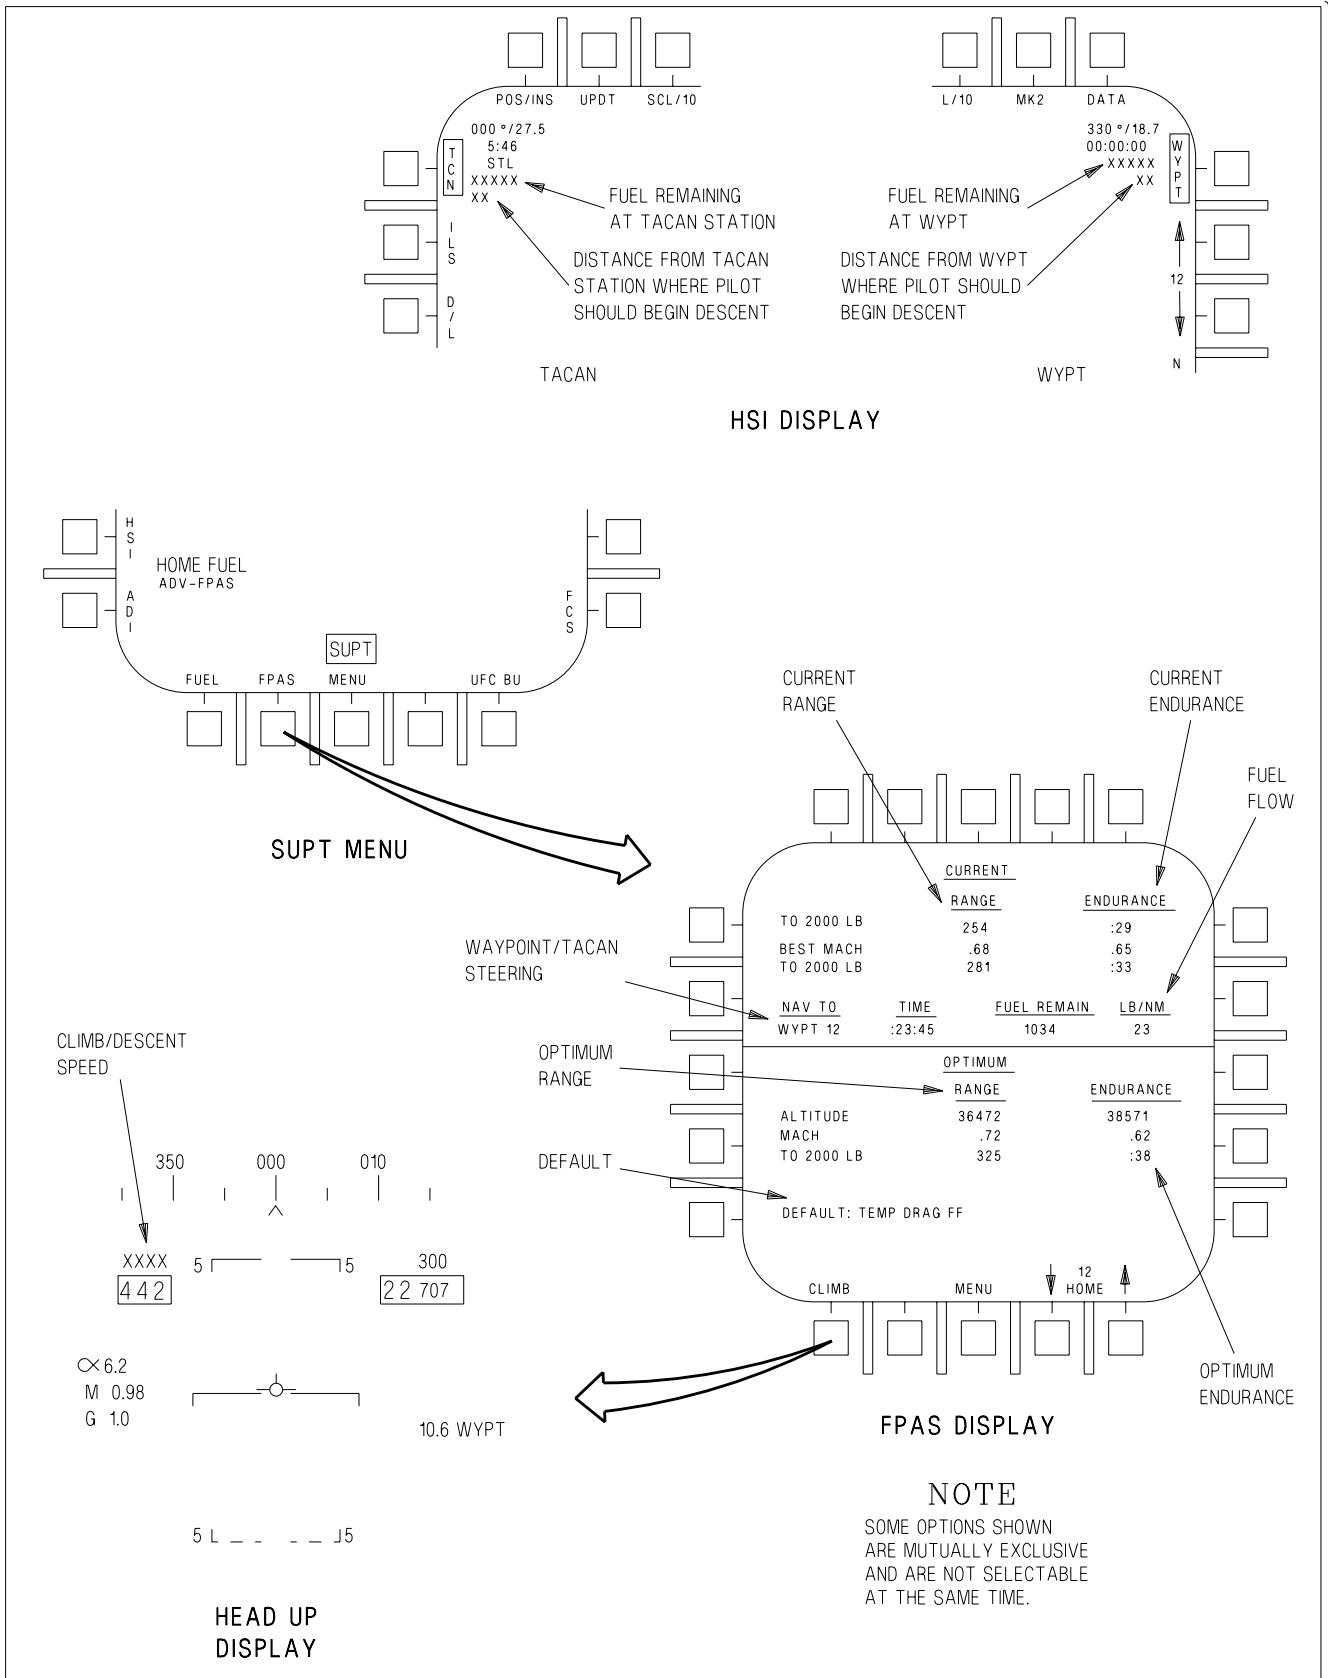 POS/INS UPDT SCL/10
L/10 MK2 DATA
000°/27.5
5:46
STL
XXXXX
XX
TCN
ILS
D/L
FUEL REMAINING
AT TACAN STATION
DISTANCE FROM TACAN
STATION WHERE PILOT
SHOULD BEGIN DESCENT
TACAN
330°/18.7
00:00:00
XXXXX
XX
WYPT
12
N
FUEL REMAINING
AT WYPT
DISTANCE FROM WYPT
WHERE PILOT SHOULD
BEGIN DESCENT
WYPT
HSI DISPLAY
HSI
ADI
HOME FUEL
ADV-FPAS
FCS
SUPT
FUEL FPAS MENU UFC BU
SUPT MENU
CURRENT
RANGE
CURRENT
ENDURANCE
FUEL
FLOW
WAYPOINT/TACAN
STEERING
OPTIMUM
RANGE
DEFAULT
CURRENT
RANGE ENDURANCE
TO 2000 LB 254 :29
BEST MACH .68 .65
TO 2000 LB 281 :33
NAV TO TIME FUEL REMAIN LB/NM
WYPT 12 :23:45 1034 23
OPTIMUM
RANGE ENDURANCE
ALTITUDE 36472 38571
MACH .72 .62
TO 2000 LB 325 :38
DEFAULT: TEMP DRAG FF
12
CLIMB MENU HOME
OPTIMUM
ENDURANCE
FPAS DISPLAY
CLIMB/DESCENT
SPEED
350 000 010
XXXX 5 5 300
442 22 707
∝ 6.2
M 0.98
G 1.0
10.6 WYPT
5 5
HEAD UP
DISPLAY
NOTE
SOME OPTIONS SHOWN
ARE MUTUALLY EXCLUSIVE
AND ARE NOT SELECTABLE
AT THE SAME TIME.